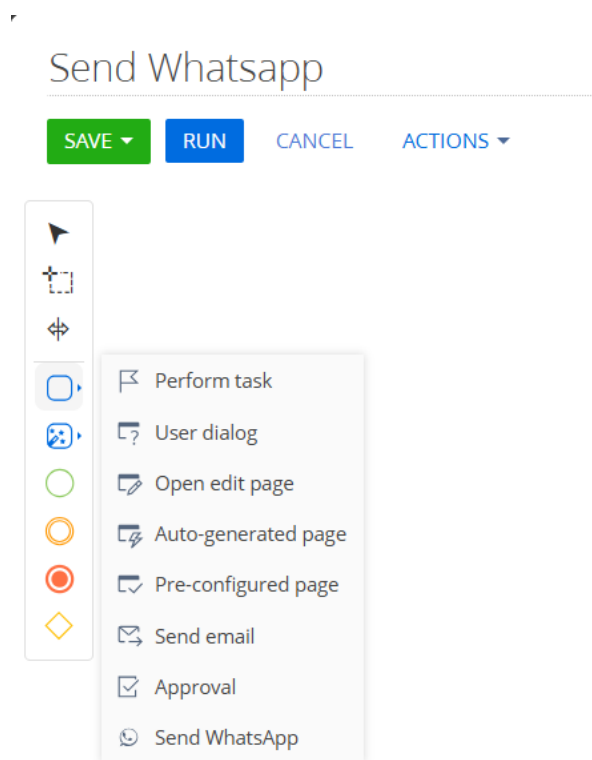 Send Whatsapp
SAVE
RUN
CANCEL
ACTIONS
Perform task
User dialog
Open edit page
Auto-generated page
Pre-configured page
Send email
Approval
Send WhatsApp